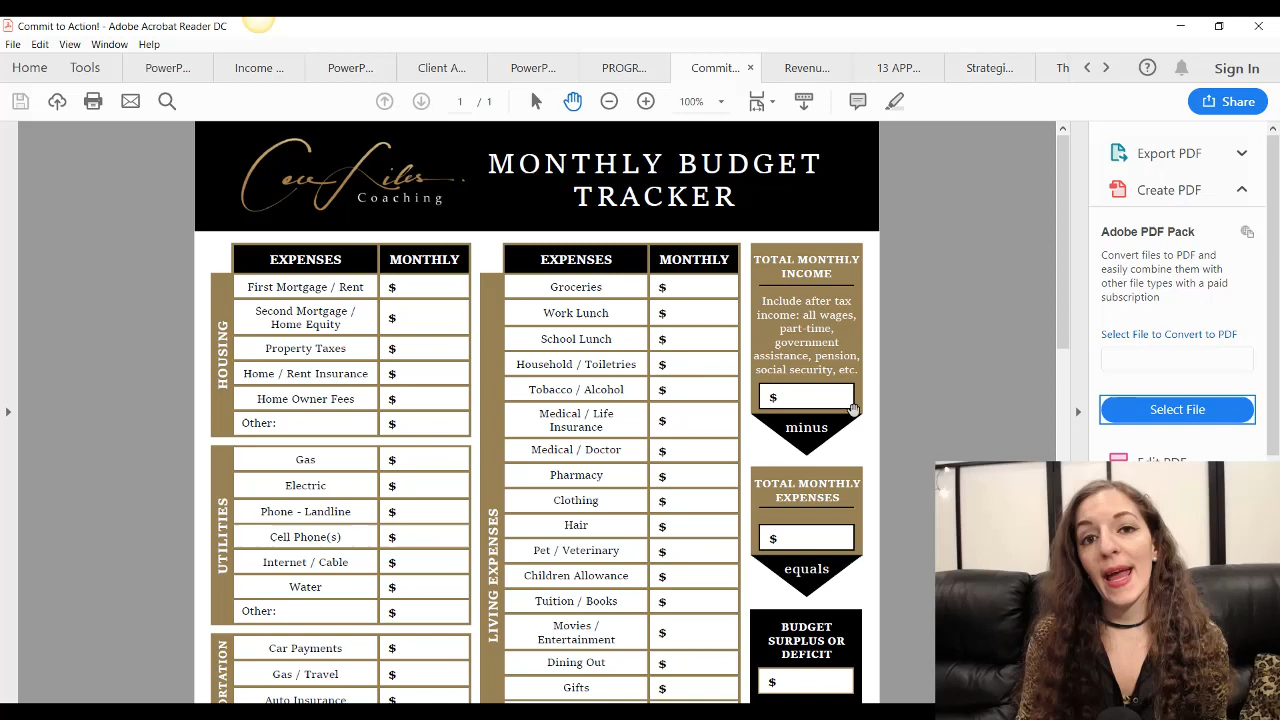 Commit to Action! - Adobe Acrobat Reader DC
File Edit View Window Help
Home Tools PowerP... Income ... PowerP... Client A... PowerP... PROGR... Commit... × Revenu... 13 APP... Strategi... Th
? Sign In
1 / 1 100% Share
Coaching
MONTHLY BUDGET
TRACKER
EXPENSES MONTHLY
HOUSING
First Mortgage / Rent $
Second Mortgage /
Home Equity $
Property Taxes $
Home / Rent Insurance $
Home Owner Fees $
Other: $
UTILITIES
Gas $
Electric $
Phone - Landline $
Cell Phone(s) $
Internet / Cable $
Water $
Other: $
ORTATION
Car Payments $
Gas / Travel $
Auto Insurance
EXPENSES MONTHLY
LIVING EXPENSES
Groceries $
Work Lunch $
School Lunch $
Household / Toiletries $
Tobacco / Alcohol $
Medical / Life
Insurance $
Medical / Doctor $
Pharmacy $
Clothing $
Hair $
Pet / Veterinary $
Children Allowance $
Tuition / Books $
Movies /
Entertainment $
Dining Out $
Gifts $
TOTAL MONTHLY
INCOME
Include after tax
income: all wages,
part-time,
government
assistance, pension,
social security, etc.
$
minus
TOTAL MONTHLY
EXPENSES
$
equals
BUDGET
SURPLUS OR
DEFICIT
$
Export PDF
Create PDF
Adobe PDF Pack
Convert files to PDF and
easily combine them with
other file types with a paid
subscription
Select File to Convert to PDF
Select File
Edit PDF